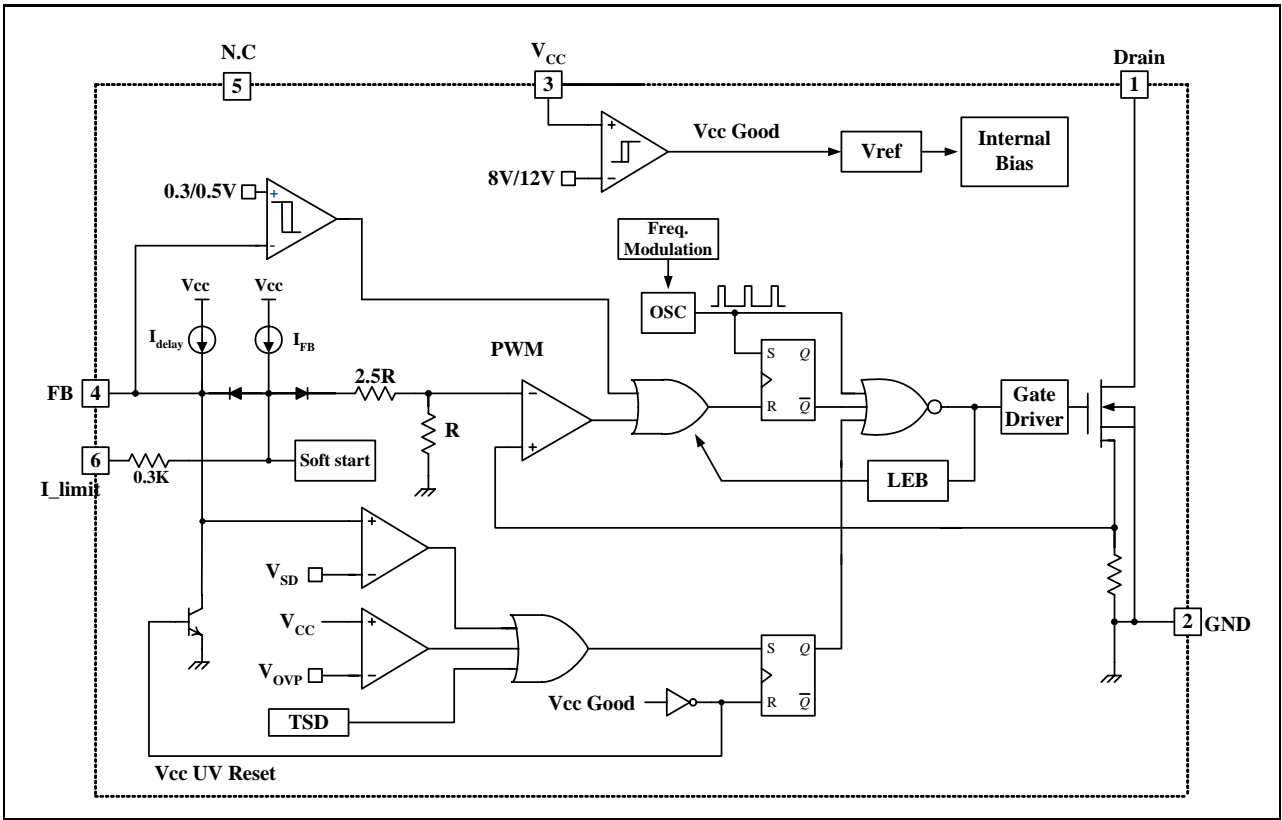 N.C
5
V_CC
3
Drain
1
Vcc Good
Vref
Internal
Bias
8V/12V
+
−
0.3/0.5V
+
-
Freq.
Modulation
OSC
Vcc
Vcc
I_delay
I_FB
PWM
S
Q
R
Q̅
FB
4
2.5R
R
−
+
Gate
Driver
6
I_limit
0.3K
Soft start
LEB
+
−
V_SD
V_CC
+
V_OVP
−
TSD
S
Q
R
Q̅
Vcc Good
2
GND
Vcc UV Reset